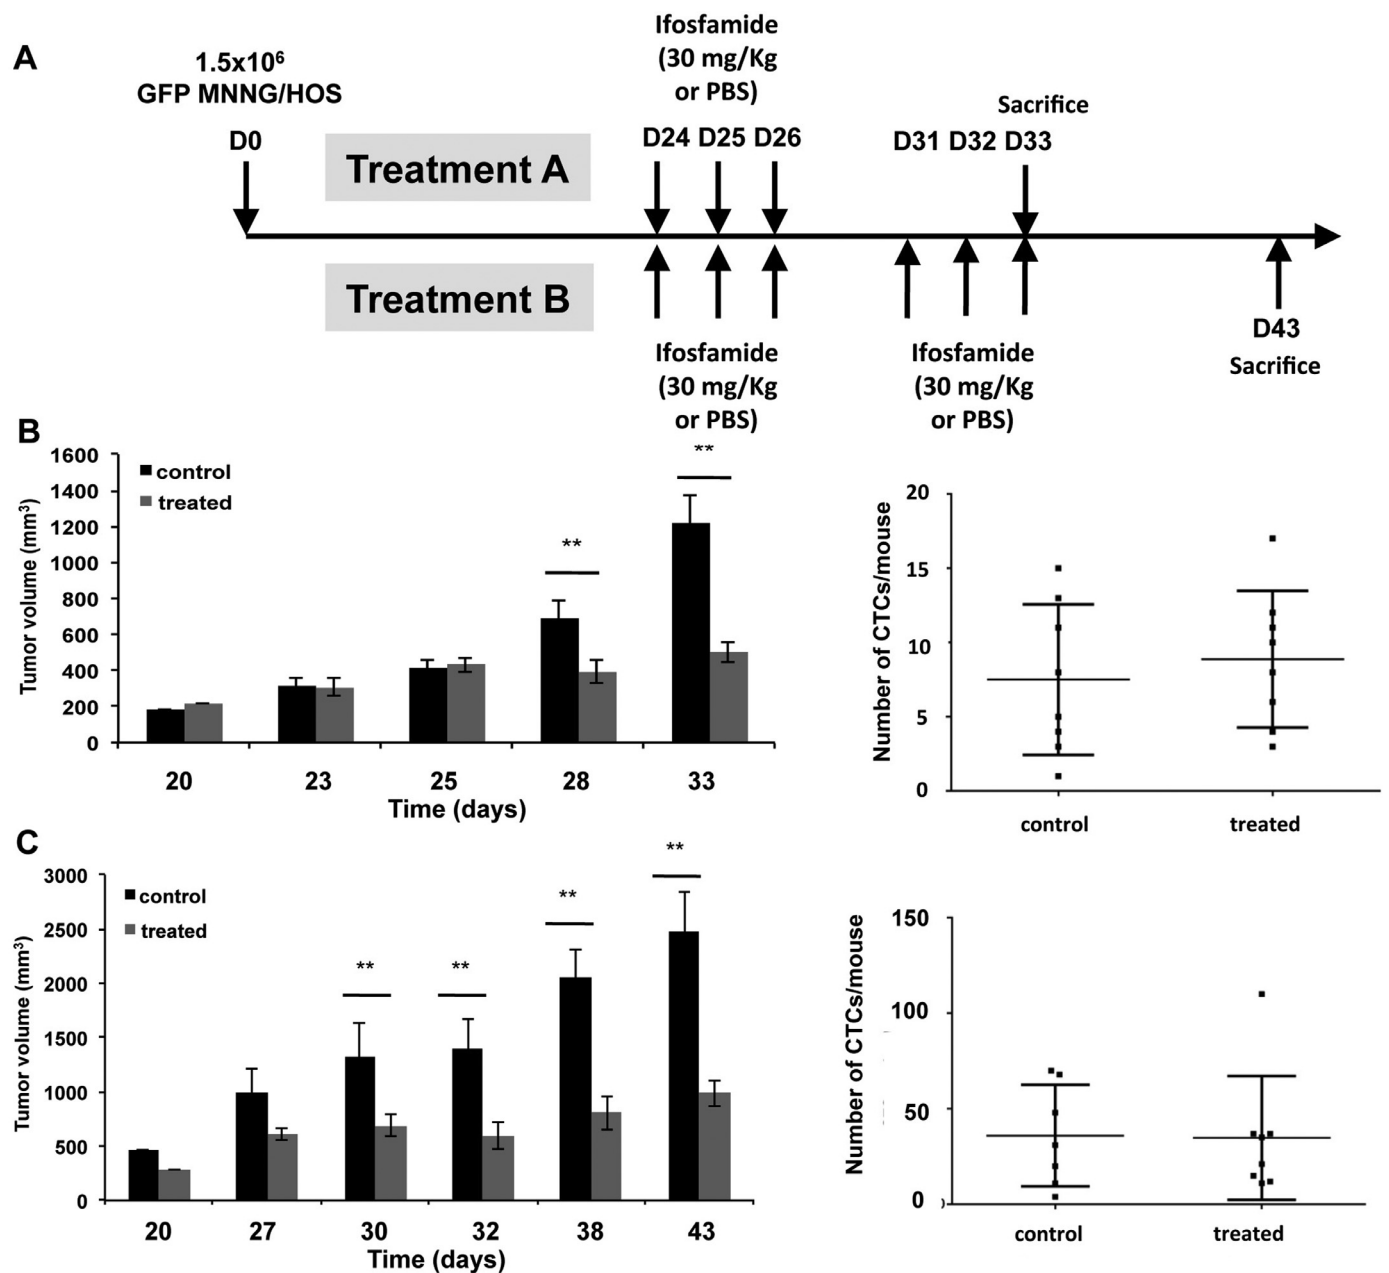 A
1.5x10⁶
GFP MNNG/HOS
D0
Treatment A
Ifosfamide
(30 mg/Kg
or PBS)
D24 D25 D26
Sacrifice
D31 D32 D33
Treatment B
Ifosfamide
(30 mg/Kg
or PBS)
Ifosfamide
(30 mg/Kg
or PBS)
D43
Sacrifice
B
Tumor volume (mm³)
1600
1400
1200
1000
800
600
400
200
0
control
treated
**
**
20 23 25 28 33
Time (days)
Number of CTCs/mouse
20
15
10
5
0
control treated
C
Tumor volume (mm³)
3000
2500
2000
1500
1000
500
0
control
treated
**
**
**
**
20 27 30 32 38 43
Time (days)
Number of CTCs/mouse
150
100
50
0
control treated